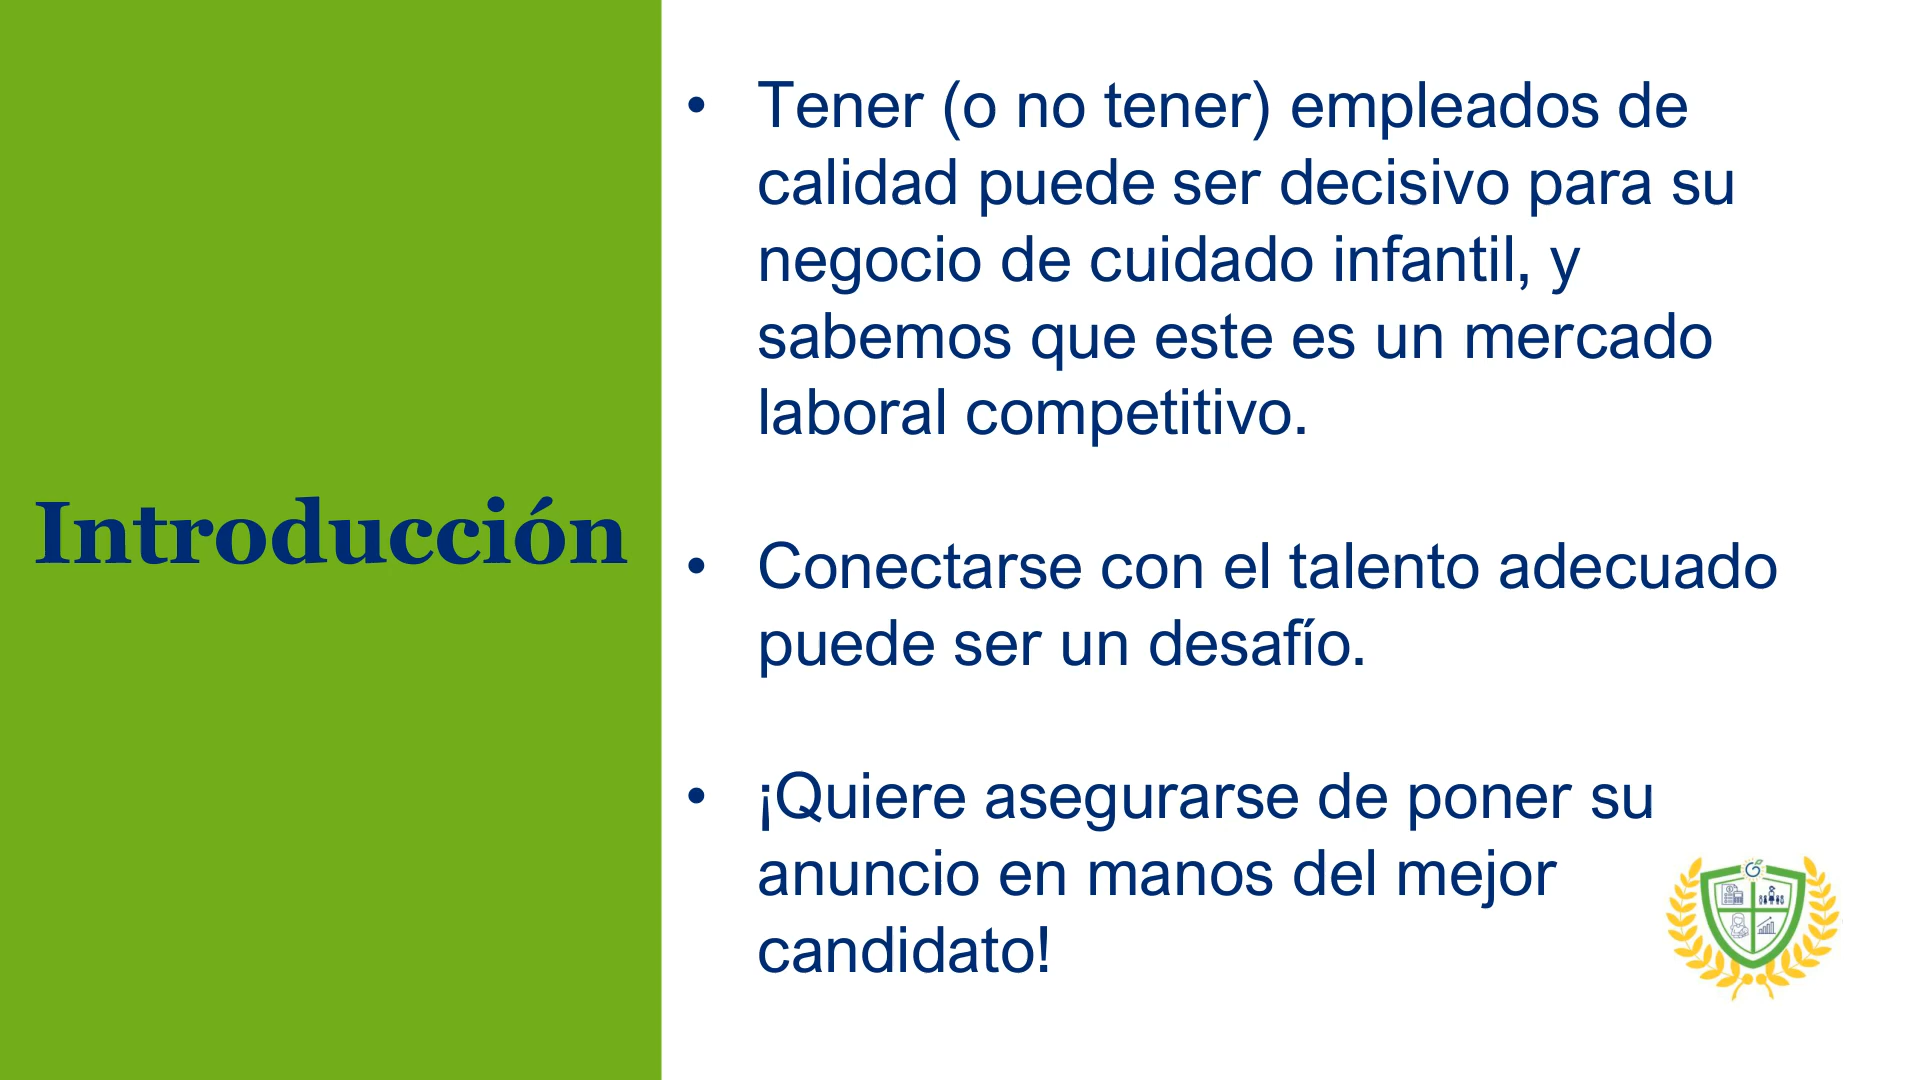 Introducción
• Tener (o no tener) empleados de
calidad puede ser decisivo para su
negocio de cuidado infantil, y
sabemos que este es un mercado
laboral competitivo.
• Conectarse con el talento adecuado
puede ser un desafío.
• ¡Quiere asegurarse de poner su
anuncio en manos del mejor
candidato!